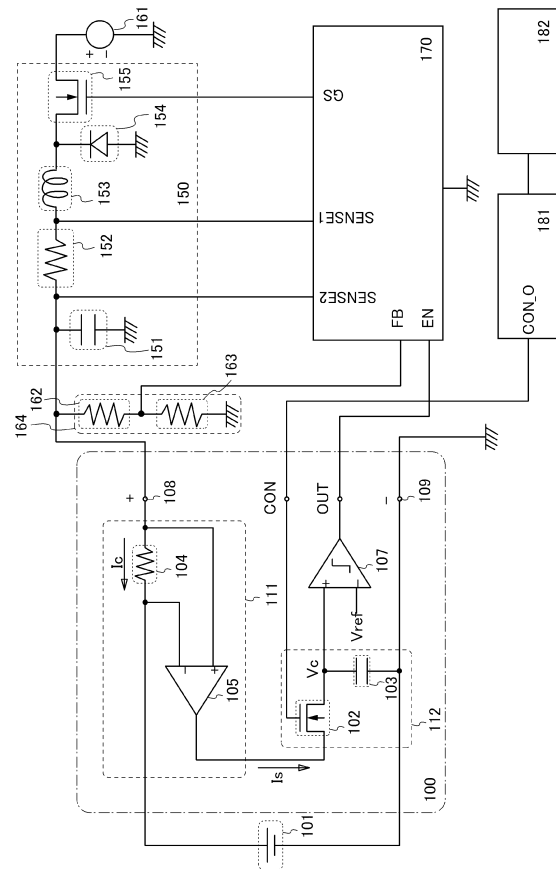 161
+
−
155
154
153
150
152
151
GS
SENSE1
SENSE2
FB
EN
170
182
181
CON_O
162
163
164
+
108
CON
OUT
−
109
Ic
104
111
−
+
105
Is
Vc
+
−
Vref
107
102
103
112
100
101